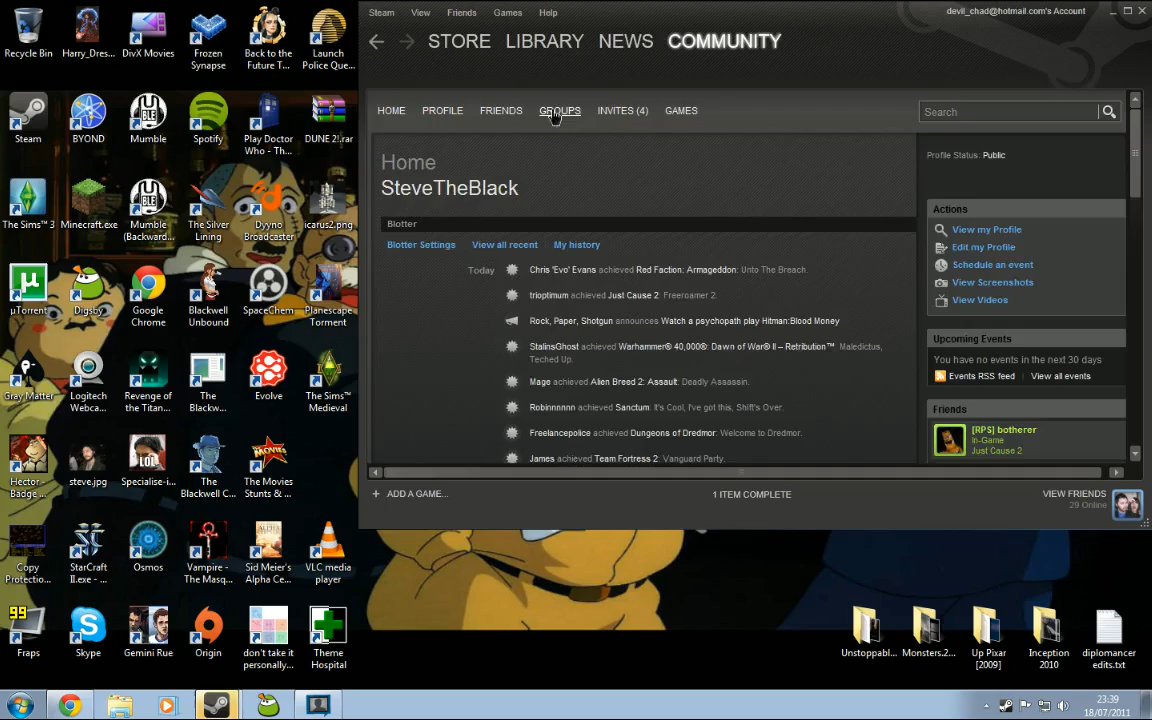 Recycle Bin
Harry_Dres...
DivX Movies
Frozen
Synapse
Back to the
Future T...
Launch
Police Que...
Steam
BYOND
Mumble
Spotify
Play Doctor
Who - Th...
DUNE 2!.rar
The Sims™ 3
Minecraft.exe
Mumble
(Backward...
The Silver
Lining
Dyyno
Broadcaster
icarus2.png
µTorrent
Digsby
Google
Chrome
Blackwell
Unbound
SpaceChem
Planescape
Torment
Gray Matter
Logitech
Webca...
Revenge of
the Titan...
The
Blackw...
Evolve
The Sims™
Medieval
Hector -
Badge ...
steve.jpg
LOL
Specialise-i...
The
Blackwell C...
The Movies
Stunts & ...
Copy
Protectio...
StarCraft
II.exe - ...
Osmos
Vampire -
The Masq...
Sid Meier's
Alpha Ce...
VLC media
player
99
Fraps
Skype
Gemini Rue
Origin
don't take it
personally...
Theme
Hospital
Steam View Friends Games Help
devil_chad@hotmail.com's Account
STORE LIBRARY NEWS COMMUNITY
HOME PROFILE FRIENDS GROUPS INVITES (4) GAMES
Search
Home
SteveTheBlack
Blotter
Blotter Settings View all recent My history
Today
Chris 'Evo' Evans achieved Red Faction: Armageddon: Unto The Breach.
trioptimum achieved Just Cause 2: Freeroamer 2.
Rock, Paper, Shotgun announces Watch a psychopath play Hitman:Blood Money
StalinsGhost achieved Warhammer® 40,000®: Dawn of War® II – Retribution™ Maledictus,
Teched Up.
Mage achieved Alien Breed 2: Assault: Deadly Assassin.
Robinnnnnn achieved Sanctum: It's Cool, I've got this, Shift's Over.
Freelancepolice achieved Dungeons of Dredmor: Welcome to Dredmor.
James achieved Team Fortress 2: Vanguard Party.
Profile Status: Public
Actions
View my Profile
Edit my Profile
Schedule an event
View Screenshots
View Videos
Upcoming Events
You have no events in the next 30 days
Events RSS feed View all events
Friends
[RPS] botherer
In-Game
Just Cause 2
+ ADD A GAME...
1 ITEM COMPLETE
VIEW FRIENDS
29 Online
Unstoppabl...
Monsters.2...
Up Pixar
[2009]
Inception
2010
diplomancer
edits.txt
23:39
18/07/2011